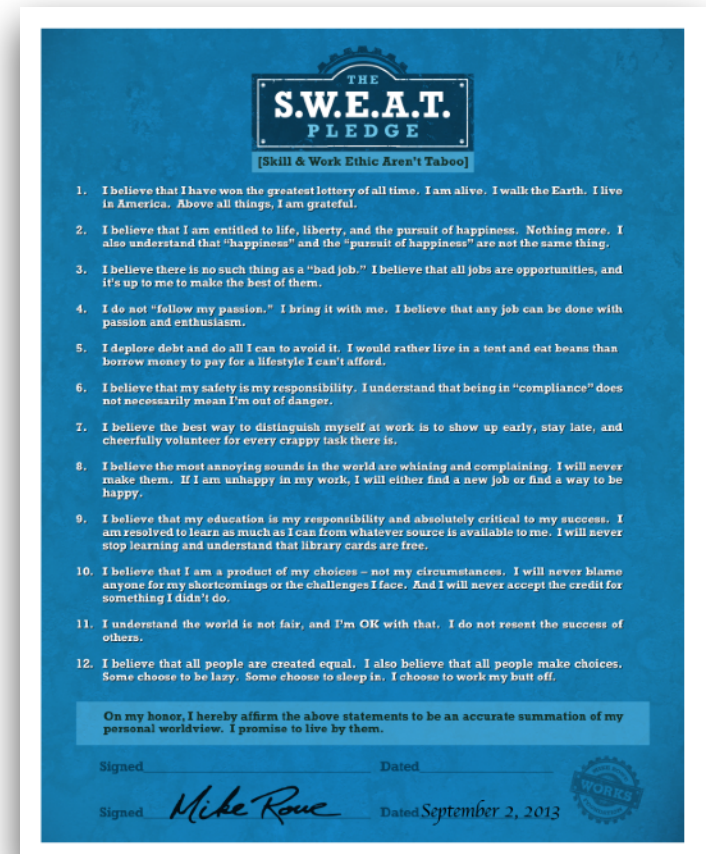 THE
S.W.E.A.T.
PLEDGE
[Skill & Work Ethic Aren't Taboo]
1. I believe that I have won the greatest lottery of all time. I am alive. I walk the Earth. I live
in America. Above all things, I am grateful.
2. I believe that I am entitled to life, liberty, and the pursuit of happiness. Nothing more. I
also understand that “happiness” and the “pursuit of happiness” are not the same thing.
3. I believe there is no such thing as a “bad job.” I believe that all jobs are opportunities, and
it's up to me to make the best of them.
4. I do not “follow my passion.” I bring it with me. I believe that any job can be done with
passion and enthusiasm.
5. I deplore debt and do all I can to avoid it. I would rather live in a tent and eat beans than
borrow money to pay for a lifestyle I can't afford.
6. I believe that my safety is my responsibility. I understand that being in “compliance” does
not necessarily mean I'm out of danger.
7. I believe the best way to distinguish myself at work is to show up early, stay late, and
cheerfully volunteer for every crappy task there is.
8. I believe the most annoying sounds in the world are whining and complaining. I will never
make them. If I am unhappy in my work, I will either find a new job or find a way to be
happy.
9. I believe that my education is my responsibility and absolutely critical to my success. I
am resolved to learn as much as I can from whatever source is available to me. I will never
stop learning and understand that library cards are free.
10. I believe that I am a product of my choices – not my circumstances. I will never blame
anyone for my shortcomings or the challenges I face. And I will never accept the credit for
something I didn't do.
11. I understand the world is not fair, and I'm OK with that. I do not resent the success of
others.
12. I believe that all people are created equal. I also believe that all people make choices.
Some choose to be lazy. Some choose to sleep in. I choose to work my butt off.
On my honor, I hereby affirm the above statements to be an accurate summation of my
personal worldview. I promise to live by them.
Signed Dated
Signed Mike Rowe Dated September 2, 2013
WORKS